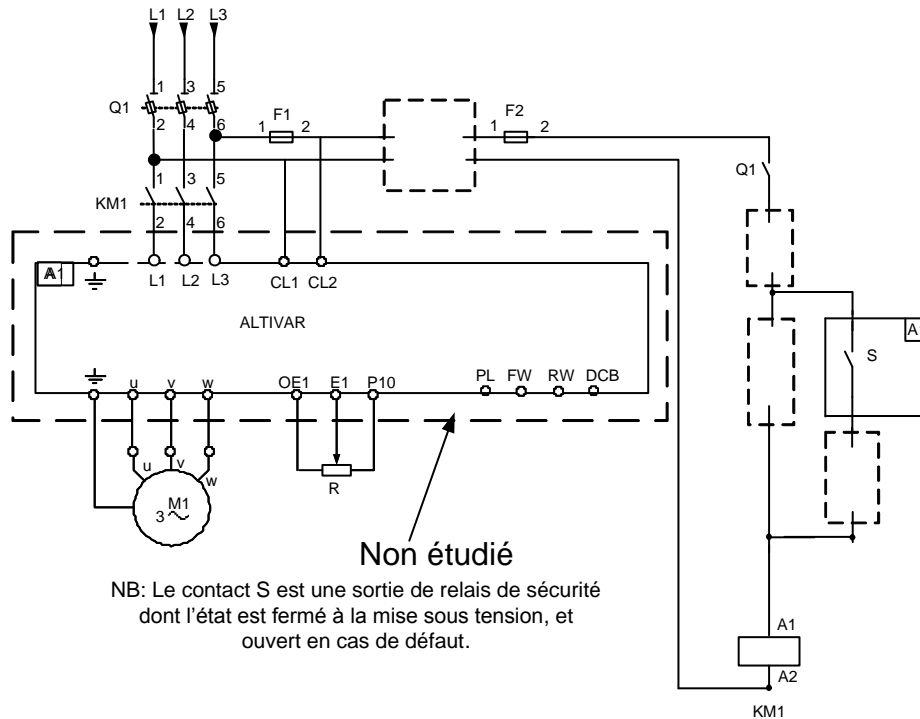 L1 L2 L3
1 3 5
Q1
2 4 6
F1
1 2
F2
1 2
Q1
1 3 5
KM1
2 4 6
A1
L1 L2 L3 CL1 CL2
ALTIVAR
A
S
u v w OE1 E1 P10 PL FW RW DCB
u v w
M1
3
R
Non étudié
NB: Le contact S est une sortie de relais de sécurité
dont l'état est fermé à la mise sous tension, et
ouvert en cas de défaut.
A1
A2
KM1